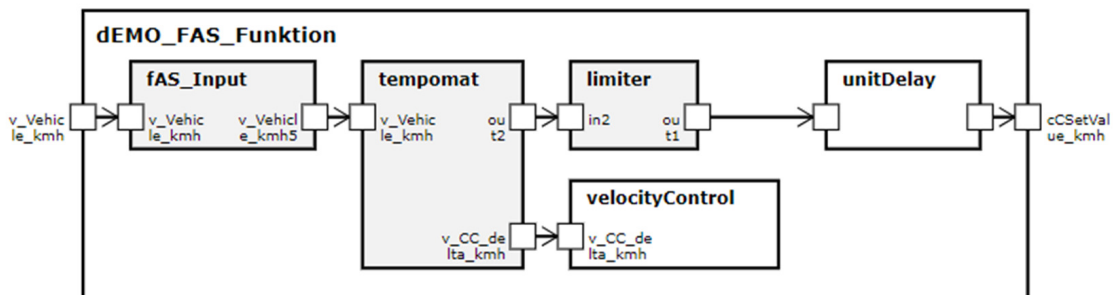 dEMO_FAS_Funktion
fAS_Input
tempomat
limiter
unitDelay
v_Vehic
le_kmh
v_Vehic
le_kmh
v_Vehicl
e_kmh5
v_Vehic
le_kmh
ou
t2
in2
ou
t1
cCSetVal
ue_kmh
velocityControl
v_CC_de
lta_kmh
v_CC_de
lta_kmh